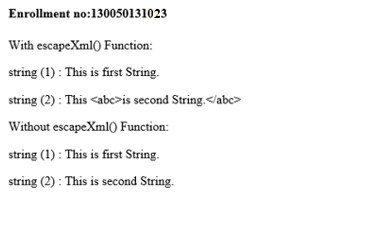 Enrollment no:130050131023
With escapeXml() Function:
string (1) : This is first String.
string (2) : This <abc>is second String.</abc>
Without escapeXml() Function:
string (1) : This is first String.
string (2) : This is second String.